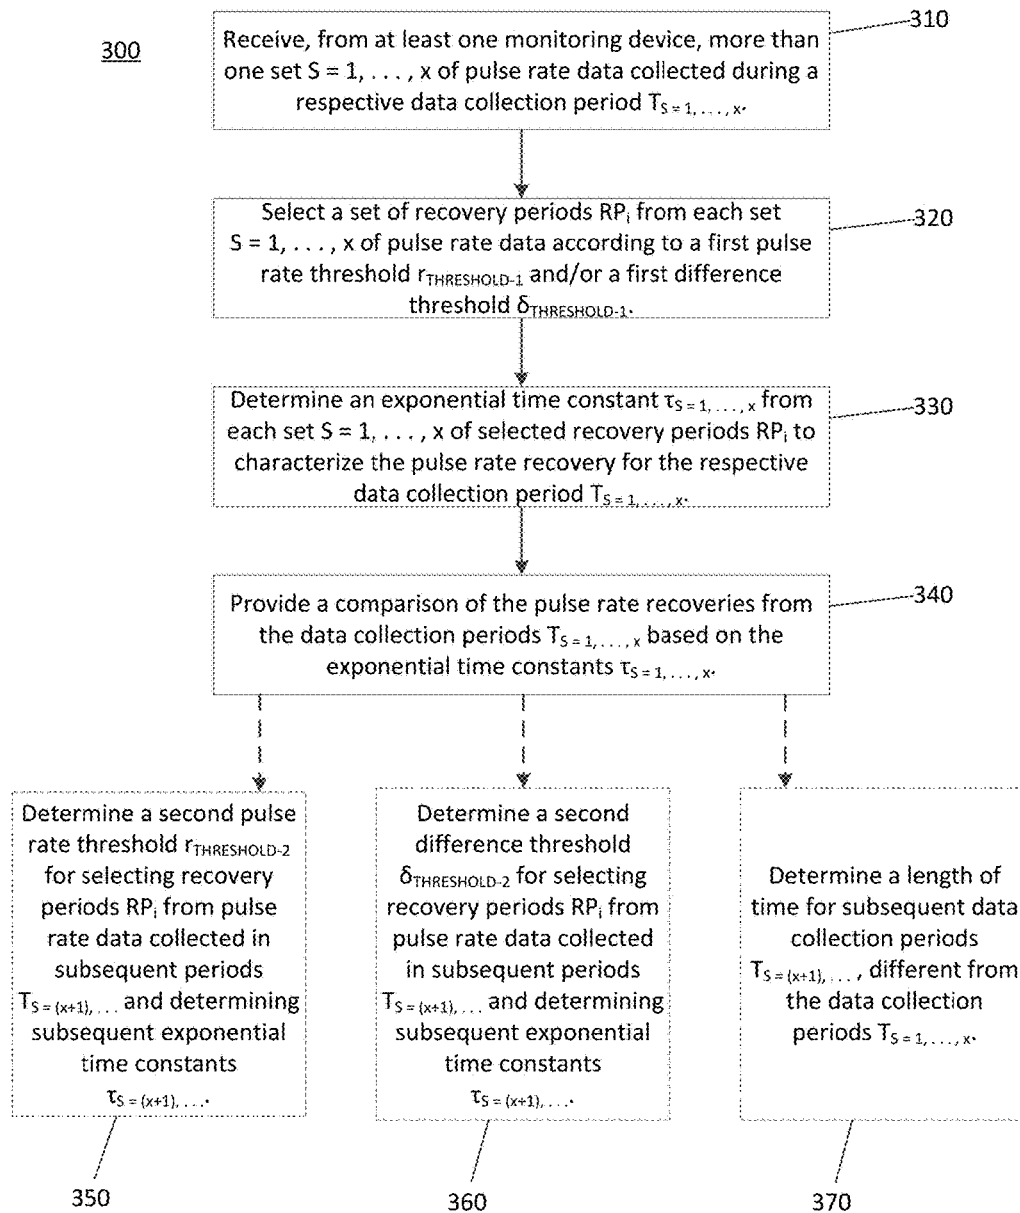 300
310
Receive, from at least one monitoring device, more than
one set S = 1, . . . , x of pulse rate data collected during a
respective data collection period T S = 1, . . . , x.
320
Select a set of recovery periods RPi from each set
S = 1, . . . , x of pulse rate data according to a first pulse
rate threshold rTHRESHOLD-1 and/or a first difference
threshold δTHRESHOLD-1.
330
Determine an exponential time constant τS = 1, . . . , x from
each set S = 1, . . . , x of selected recovery periods RPi to
characterize the pulse rate recovery for the respective
data collection period TS = 1, . . . , x.
340
Provide a comparison of the pulse rate recoveries from
the data collection periods TS = 1, . . . , x based on the
exponential time constants τS = 1, . . . , x.
Determine a second pulse
rate threshold rTHRESHOLD-2
for selecting recovery
periods RPi from pulse
rate data collected in
subsequent periods
TS = (x+1), . . . and determining
subsequent exponential
time constants
τS = (x+1), . . ..
350
Determine a second
difference threshold
δTHRESHOLD-2 for selecting
recovery periods RPi from
pulse rate data collected
in subsequent periods
TS = (x+1), . . . and determining
subsequent exponential
time constants
τS = (x+1), . . ..
360
Determine a length of
time for subsequent data
collection periods
TS = (x+1), . . . , different from
the data collection
periods TS = 1, . . . , x.
370